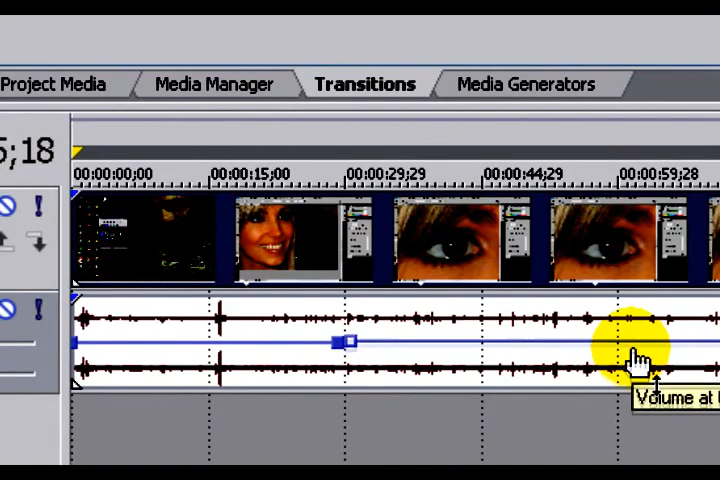 Project Media Media Manager Transitions Media Generators
5;18
00:00:00;00 00:00:15;00 00:00:29;29 00:00:44;29 00:00:59;28
Volume at